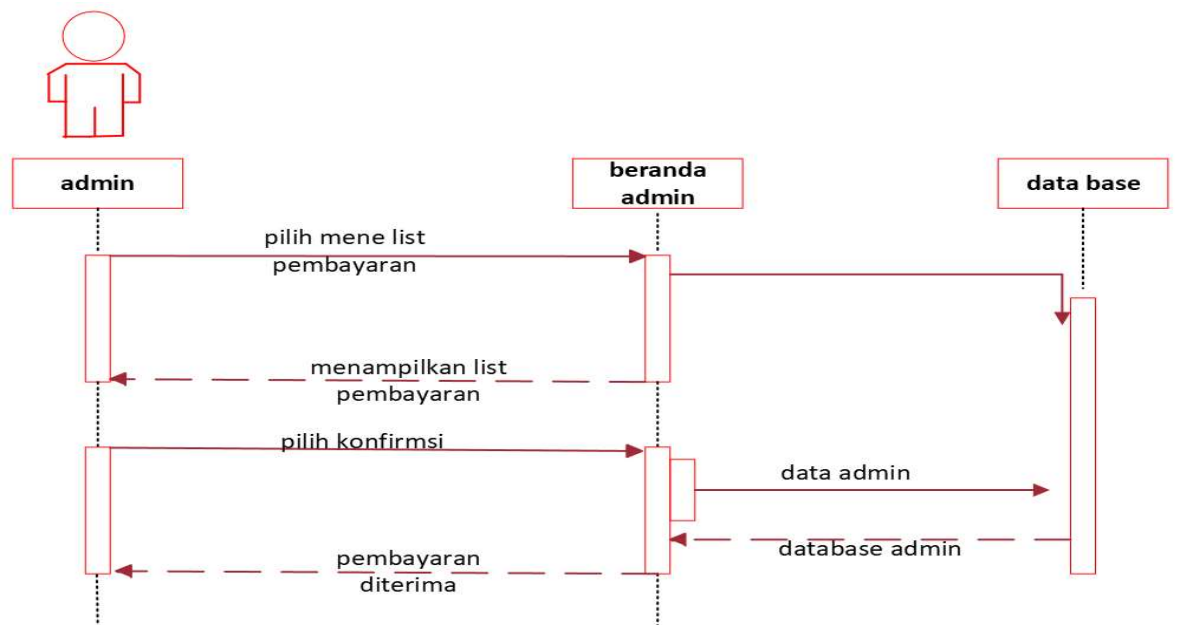 admin
beranda
admin
data base
pilih mene list
pembayaran
menampilkan list
pembayaran
pilih konfirmsi
data admin
database admin
pembayaran
diterima